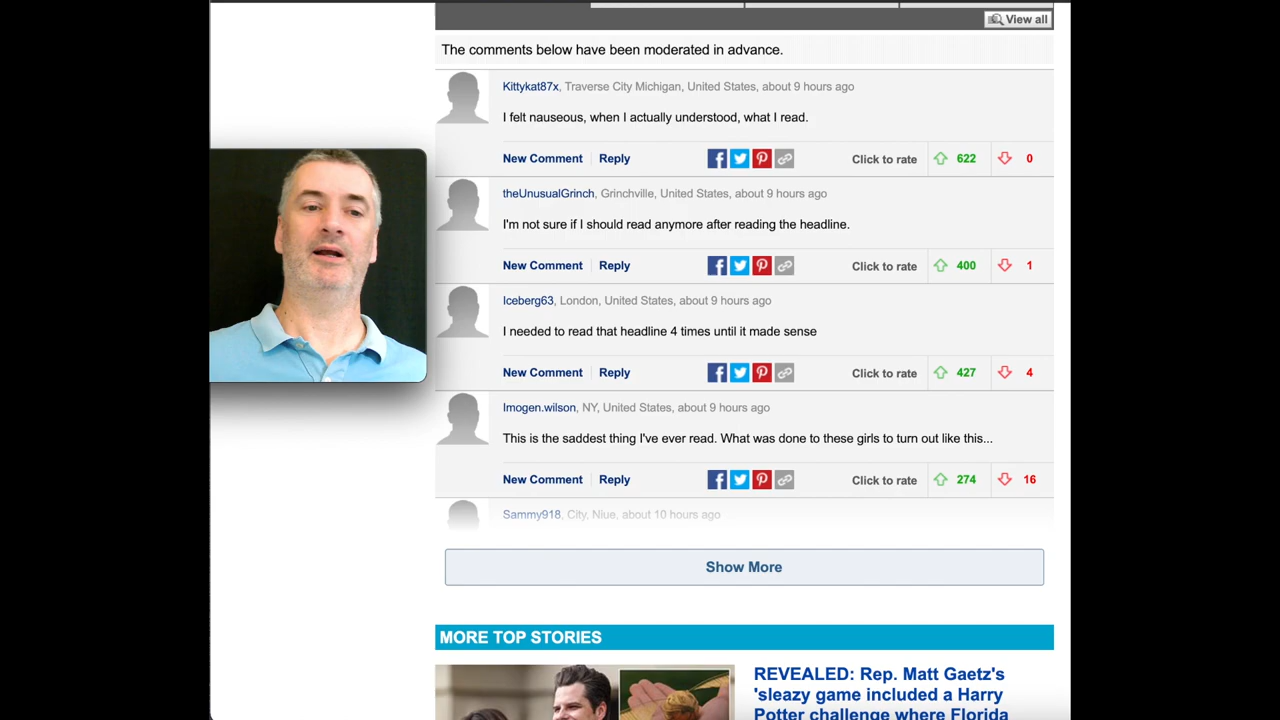 View all
The comments below have been moderated in advance.
Kittykat87x, Traverse City Michigan, United States, about 9 hours ago
I felt nauseous, when I actually understood, what I read.
New Comment Reply Click to rate 622 0
theUnusualGrinch, Grinchville, United States, about 9 hours ago
I'm not sure if I should read anymore after reading the headline.
New Comment Reply Click to rate 400 1
Iceberg63, London, United States, about 9 hours ago
I needed to read that headline 4 times until it made sense
New Comment Reply Click to rate 427 4
Imogen.wilson, NY, United States, about 9 hours ago
This is the saddest thing I've ever read. What was done to these girls to turn out like this...
New Comment Reply Click to rate 274 16
Sammy918, City, Niue, about 10 hours ago
Show More
MORE TOP STORIES
REVEALED: Rep. Matt Gaetz's
'sleazy game included a Harry
Potter challenge where Florida